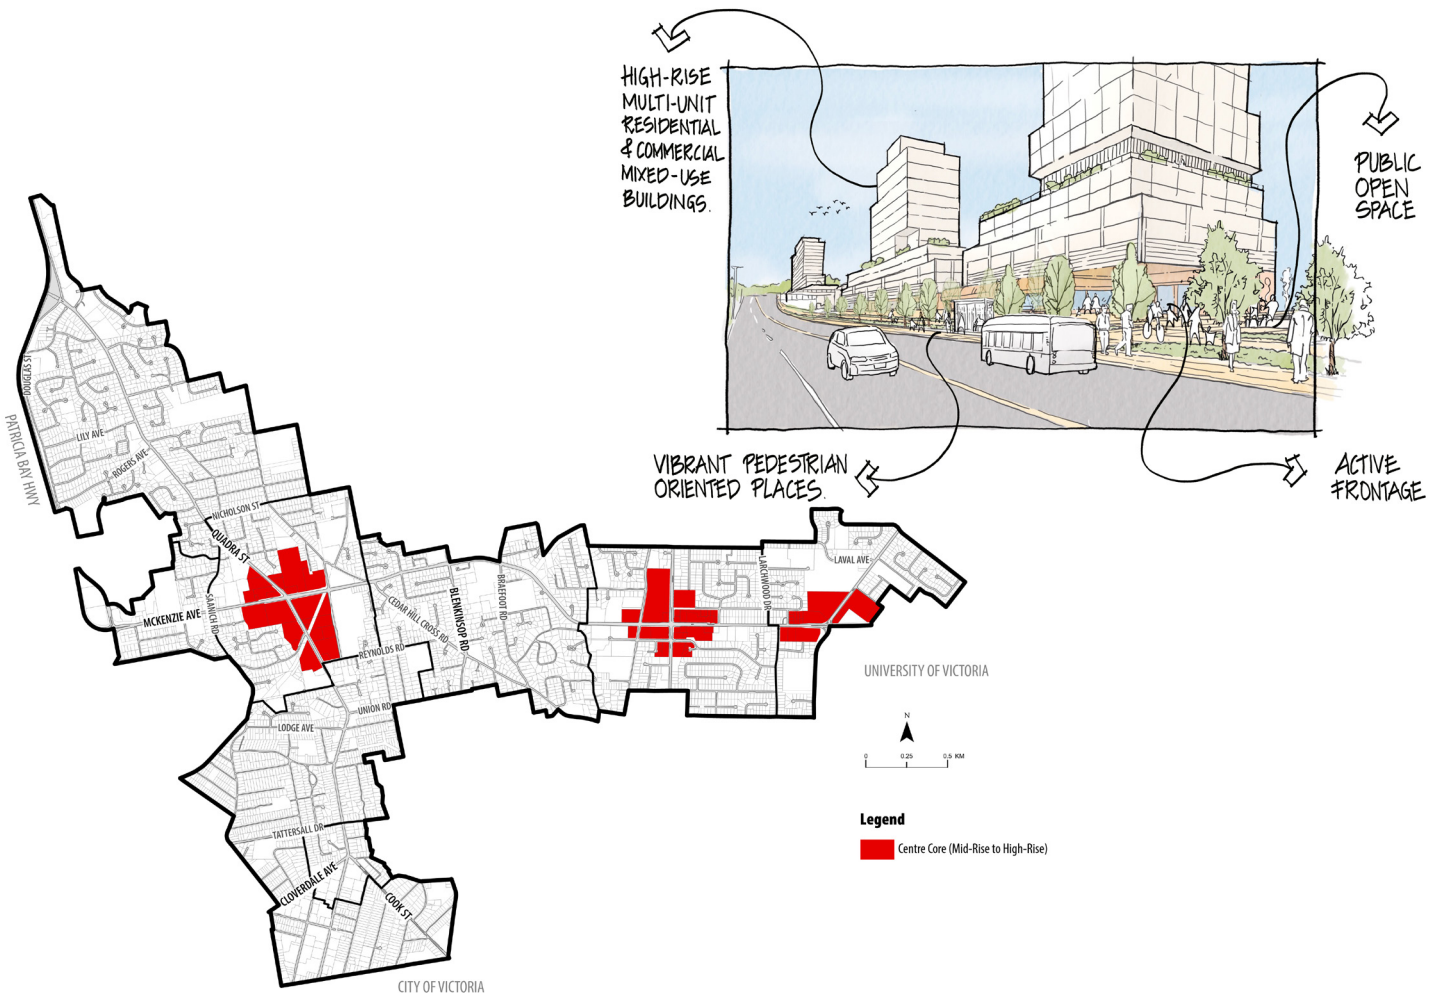 HIGH-RISE
MULTI-UNIT
RESIDENTIAL
& COMMERCIAL
MIXED-USE
BUILDINGS.
PUBLIC
OPEN
SPACE
VIBRANT PEDESTRIAN
ORIENTED PLACES.
ACTIVE
FRONTAGE
DOUGLAS ST
PATRICIA BAY HWY
LILY AVE
ROGERS AVE
NICHOLSON ST
QUADRA ST
MCKENZIE AVE
SAANICH RD
CEDAR HILL CROSS RD
BLENKINSOP RD
BRAEFOOT RD
REYNOLDS RD
LARCHWOOD DR
LAVAL AVE
UNION RD
LODGE AVE
TATTERSALL DR
CLOVERDALE AVE
COOK ST
UNIVERSITY OF VICTORIA
CITY OF VICTORIA
N
0 0.25 0.5 KM
Legend
Centre Core (Mid-Rise to High-Rise)